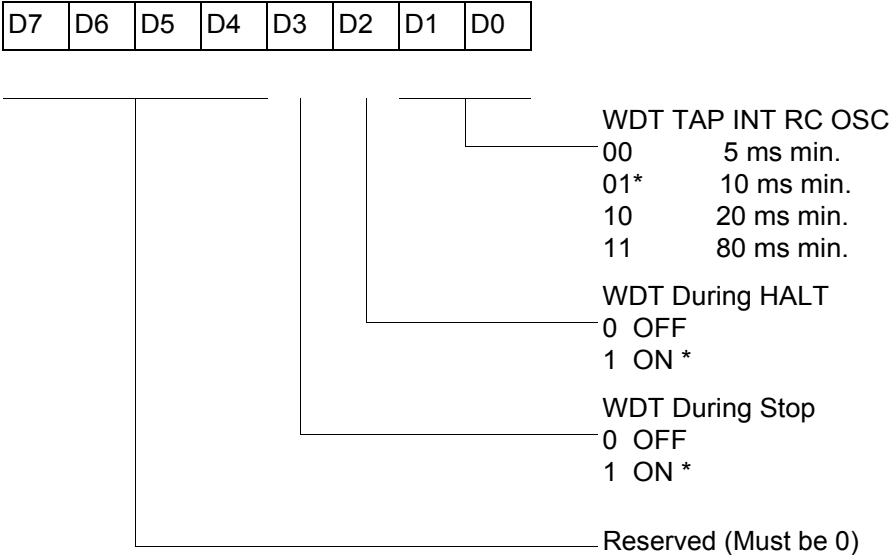 D7 D6 D5 D4 D3 D2 D1 D0
WDT TAP INT RC OSC
00 5 ms min.
01* 10 ms min.
10 20 ms min.
11 80 ms min.
WDT During HALT
0 OFF
1 ON *
WDT During Stop
0 OFF
1 ON *
Reserved (Must be 0)